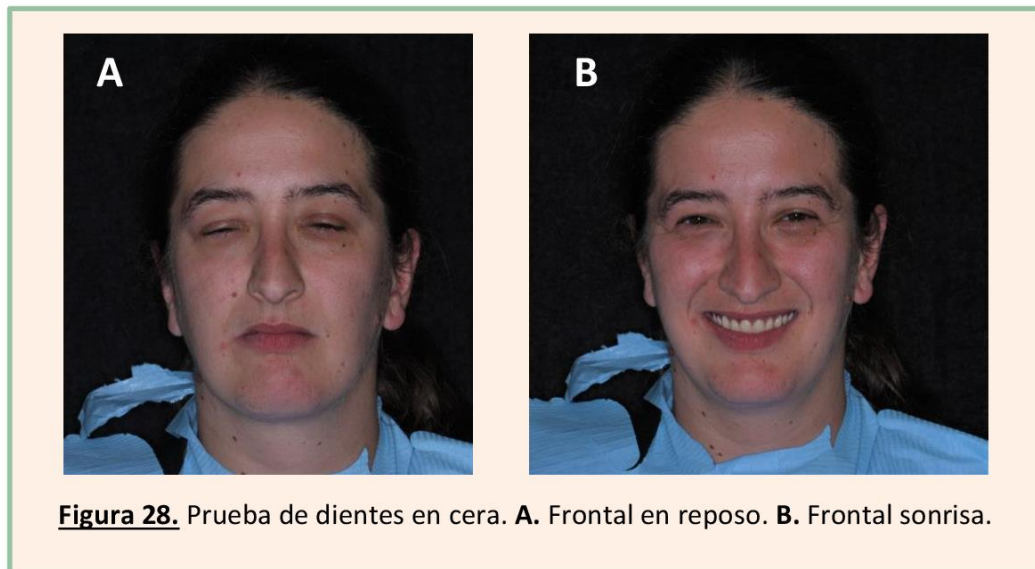 A
B
Figura 28. Prueba de dientes en cera. A. Frontal en reposo. B. Frontal sonrisa.